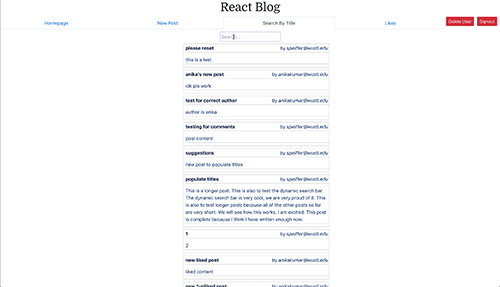 React Blog
Homepage
New Post
Search By Title
Likes
Delete User
Signout
Search...
please reset by speiffer@wustl.edu
this is a test
anika's new post by anikakumar@wustl.edu
idk pls work
test for correct author by anikakumar@wustl.edu
author is anika
testing for comments by speiffer@wustl.edu
post content
suggestions by speiffer@wustl.edu
new post to populate titles
populate titles by speiffer@wustl.edu
This is a longer post. This is also to test the dynamic search bar.
The dynamic search bar is very cool, we are very proud of it. This
is also to test longer posts because all of the other posts so far
are very short. We will see how this works. I am excited. This post
is complete because I think I have written enough now.
1 by speiffer@wustl.edu
2
new liked post by anikakumar@wustl.edu
liked content